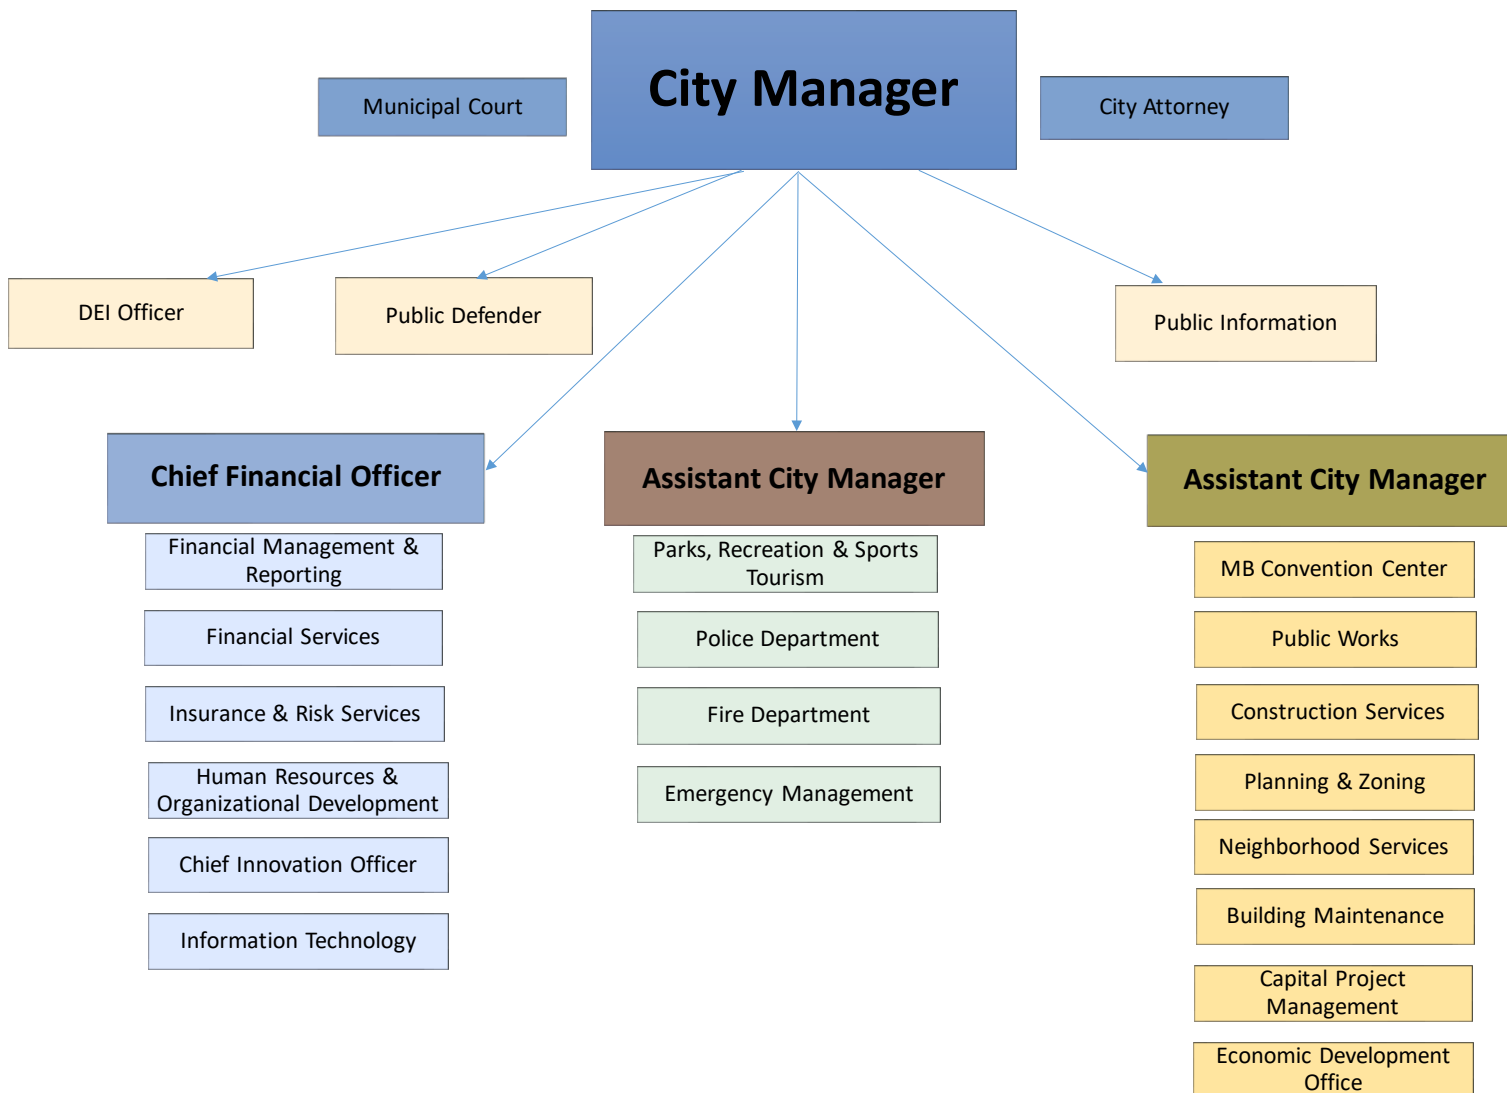 City Manager
Municipal Court
City Attorney
DEI Officer
Public Defender
Public Information
Chief Financial Officer
Financial Management &
Reporting
Financial Services
Insurance & Risk Services
Human Resources &
Organizational Development
Chief Innovation Officer
Information Technology
Assistant City Manager
Parks, Recreation & Sports
Tourism
Police Department
Fire Department
Emergency Management
Assistant City Manager
MB Convention Center
Public Works
Construction Services
Planning & Zoning
Neighborhood Services
Building Maintenance
Capital Project
Management
Economic Development
Office